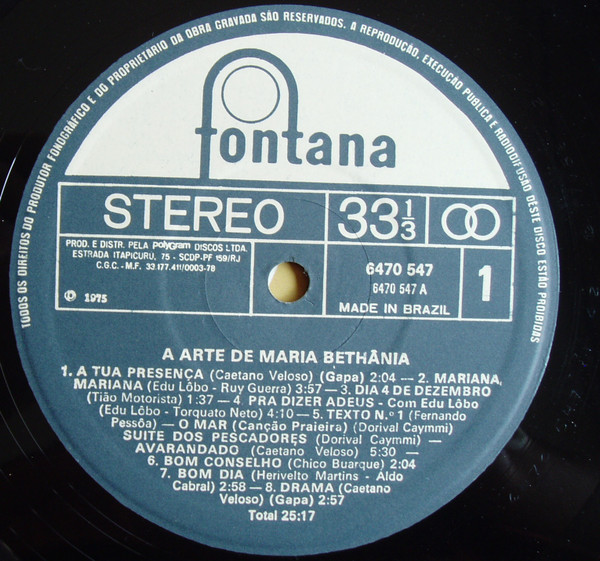 TODOS OS DIREITOS DO PRODUTOR FONOGRÁFICO E DO PROPRIETÁRIO DA OBRA GRAVADA SÃO RESERVADOS. A REPRODUÇÃO, EXECUÇÃO PUBLICA E RADIODIFUSÃO DESTE DISCO ESTÃO PROIBIDAS
fontana
STEREO
33 1/3
PROD. E DISTR. PELA PolyGram DISCOS LTDA.
ESTRADA ITAPICURU, 75 - SCDP-PF 159/RJ
C.G.C.- M.F. 33.177.411/0003-78
Ⓟ 1975
6470 547
6470 547 A
MADE IN BRAZIL
1
A ARTE DE MARIA BETHÂNIA
1. A TUA PRESENÇA (Caetano Veloso) (Gapa) 2:04 — 2. MARIANA,
MARIANA (Edu Lôbo - Ruy Guerra) 3:57 — 3. DIA 4 DE DEZEMBRO
(Tião Motorista) 1:37 — 4. PRA DIZER ADEUS - Com Edu Lôbo
(Edu Lôbo - Torquato Neto) 4:10 — 5. TEXTO N.º 1 (Fernando
Pessôa) — O MAR (Canção Praieira) (Dorival Caymmi)
SUITE DOS PESCADORES (Dorival Caymmi) —
AVARANDADO (Caetano Veloso) 5:30 —
6. BOM CONSELHO (Chico Buarque) 2:04
7. BOM DIA (Herivelto Martins - Aldo
Cabral) 2:58 — 8. DRAMA (Caetano
Veloso) (Gapa) 2:57
Total 25:17